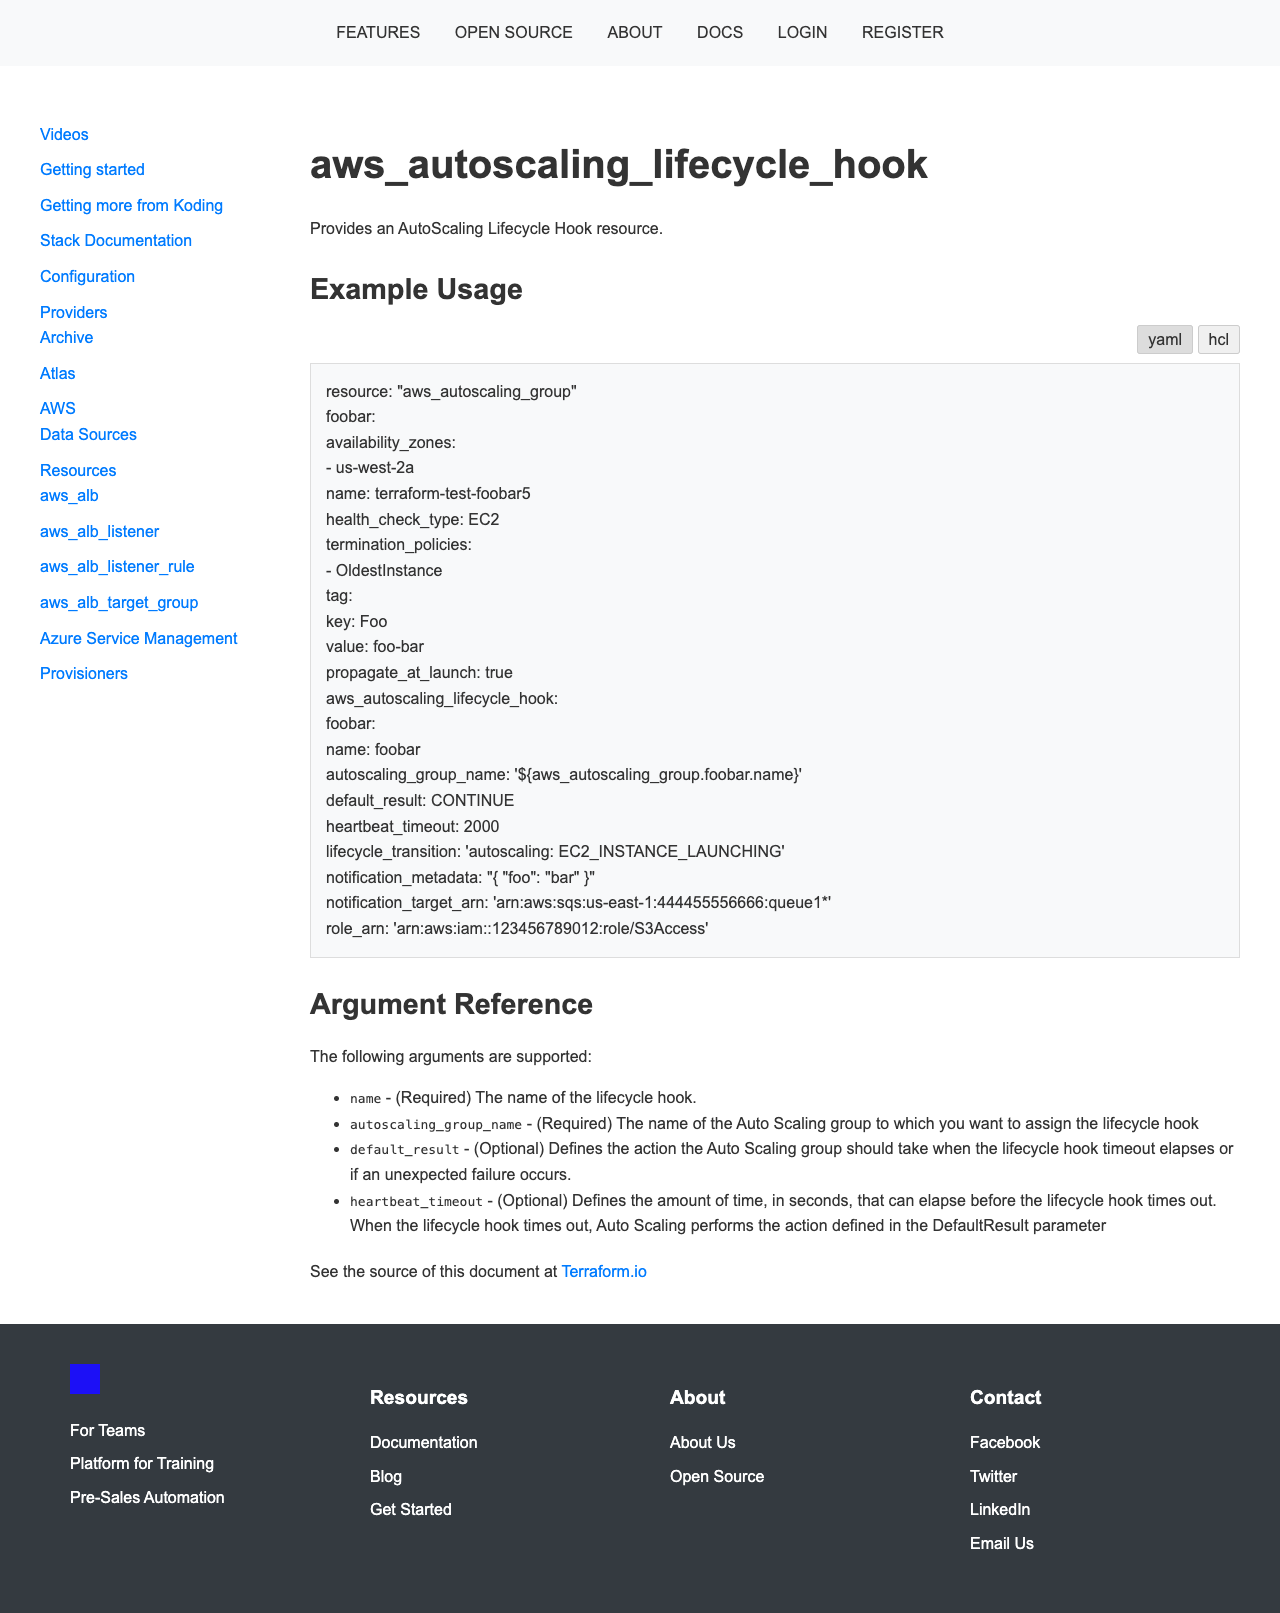 FEATURES OPEN SOURCE ABOUT DOCS LOGIN REGISTER
Videos
Getting started
Getting more from Koding
Stack Documentation
Configuration
Providers
Archive
Atlas
AWS
Data Sources
Resources
aws_alb
aws_alb_listener
aws_alb_listener_rule
aws_alb_target_group
Azure Service Management
Provisioners
aws_autoscaling_lifecycle_hook
Provides an AutoScaling Lifecycle Hook resource.
Example Usage
yaml hcl
resource: "aws_autoscaling_group"
foobar:
availability_zones:
- us-west-2a
name: terraform-test-foobar5
health_check_type: EC2
termination_policies:
- OldestInstance
tag:
key: Foo
value: foo-bar
propagate_at_launch: true
aws_autoscaling_lifecycle_hook:
foobar:
name: foobar
autoscaling_group_name: '${aws_autoscaling_group.foobar.name}'
default_result: CONTINUE
heartbeat_timeout: 2000
lifecycle_transition: 'autoscaling: EC2_INSTANCE_LAUNCHING'
notification_metadata: "{ "foo": "bar" }"
notification_target_arn: 'arn:aws:sqs:us-east-1:444455556666:queue1*'
role_arn: 'arn:aws:iam::123456789012:role/S3Access'
Argument Reference
The following arguments are supported:
• name - (Required) The name of the lifecycle hook.
• autoscaling_group_name - (Required) The name of the Auto Scaling group to which you want to assign the lifecycle hook
• default_result - (Optional) Defines the action the Auto Scaling group should take when the lifecycle hook timeout elapses or
if an unexpected failure occurs.
• heartbeat_timeout - (Optional) Defines the amount of time, in seconds, that can elapse before the lifecycle hook times out.
When the lifecycle hook times out, Auto Scaling performs the action defined in the DefaultResult parameter
See the source of this document at Terraform.io
For Teams
Platform for Training
Pre-Sales Automation
Resources
Documentation
Blog
Get Started
About
About Us
Open Source
Contact
Facebook
Twitter
LinkedIn
Email Us